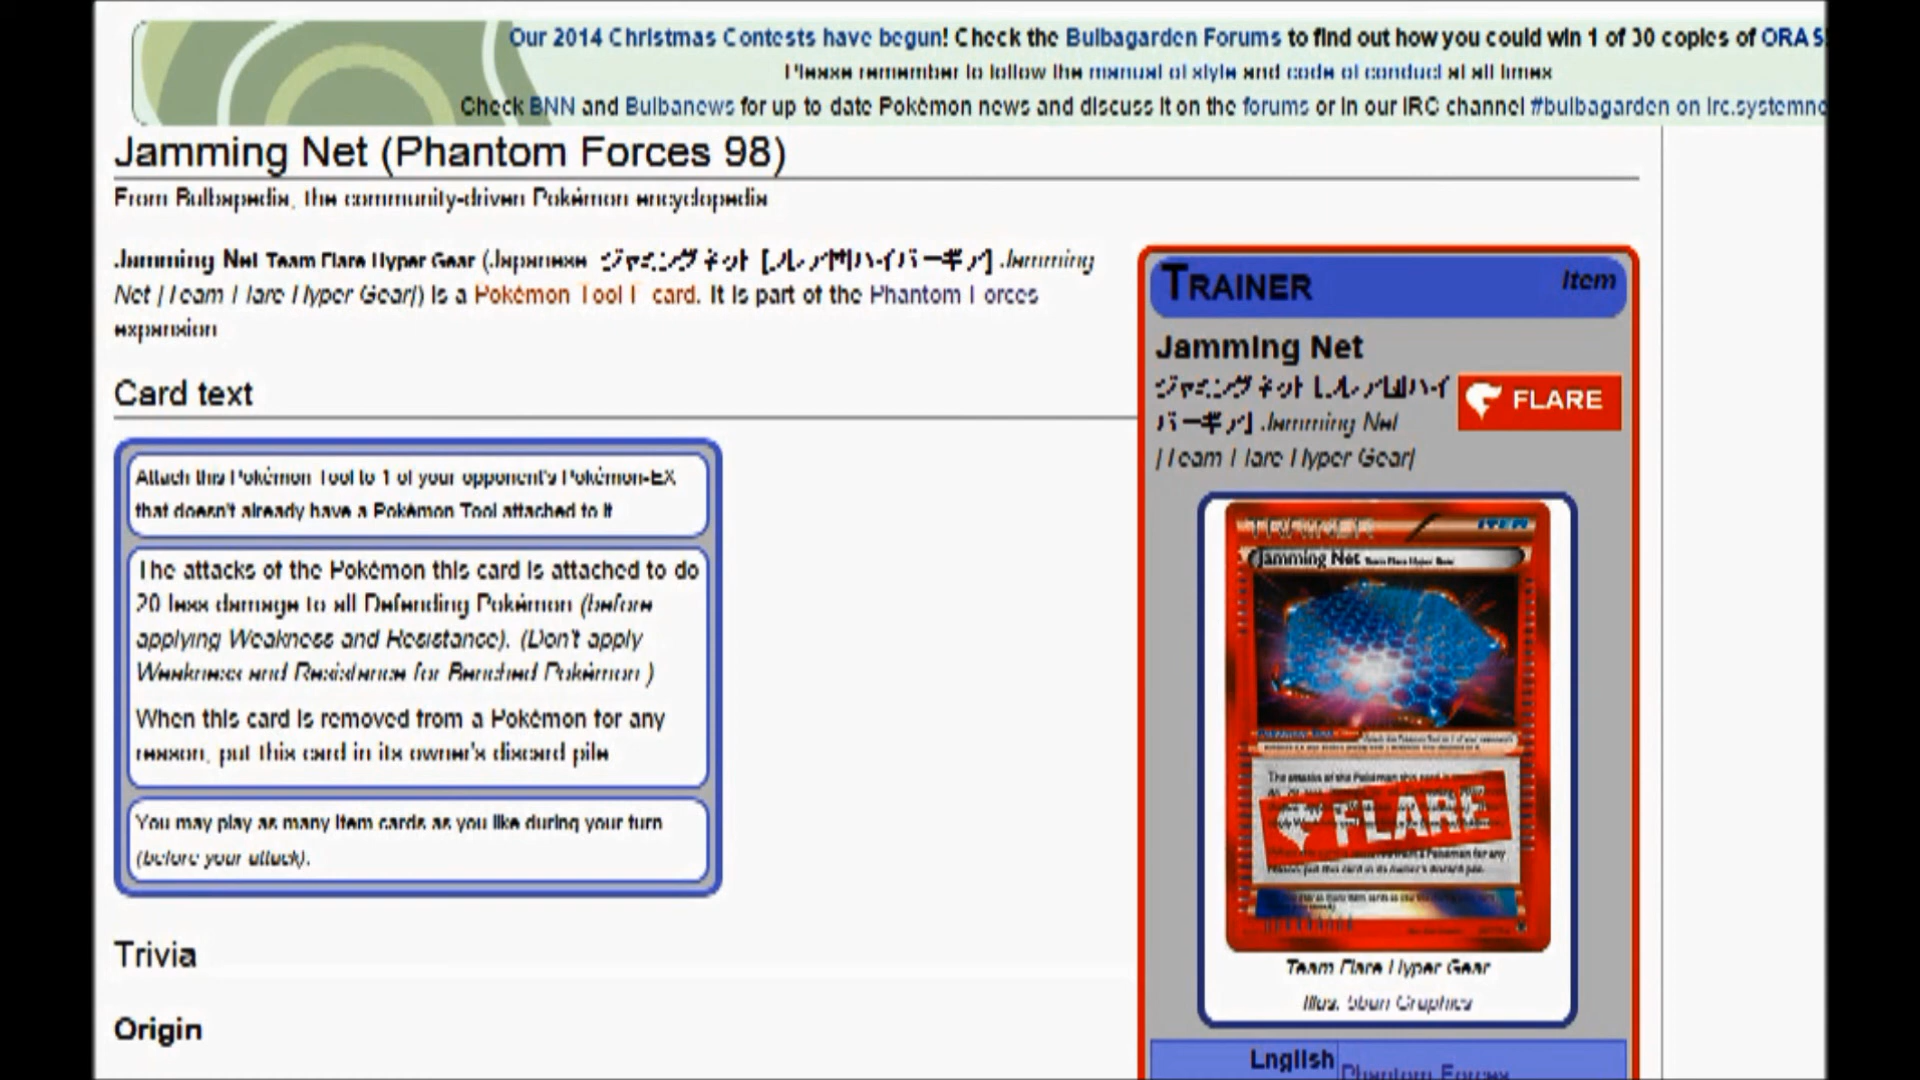 Our 2014 Christmas Contests have begun! Check the Bulbagarden Forums to find out how you could win 1 of 30 copies of ORAS
Please remember to follow the manual of style and code of conduct at all times
Check BNN and Bulbanews for up to date Pokémon news and discuss it on the forums or in our IRC channel #bulbagarden on irc.systemn
Jamming Net (Phantom Forces 98)
From Bulbapedia, the community-driven Pokémon encyclopedia
Jamming Net Team Flare Hyper Gear (Japanese ジャミングネット [フレア団ハイパーギア] Jamming
Net [Team Flare Hyper Gear]) is a Pokémon Tool F card. It is part of the Phantom Forces
expansion
Card text
Attach this Pokémon Tool to 1 of your opponent's Pokémon-EX
that doesn't already have a Pokémon Tool attached to it
The attacks of the Pokémon this card is attached to do
20 less damage to all Defending Pokémon (before
applying Weakness and Resistance). (Don't apply
Weakness and Resistance for Benched Pokémon )
When this card is removed from a Pokémon for any
reason, put this card in its owner's discard pile
You may play as many Item cards as you like during your turn
(before your attack).
Trivia
Origin
TRAINER
Item
Jamming Net
ジャミングネット [フレア団ハイ
パーギア] Jamming Net
[Team Flare Hyper Gear]
FLARE
TRAINER
ITEM
Jamming Net Team Flare Hyper Gear
FLARE
Team Flare Hyper Gear
Illus. 5ban Graphics
English
Phantom Forces